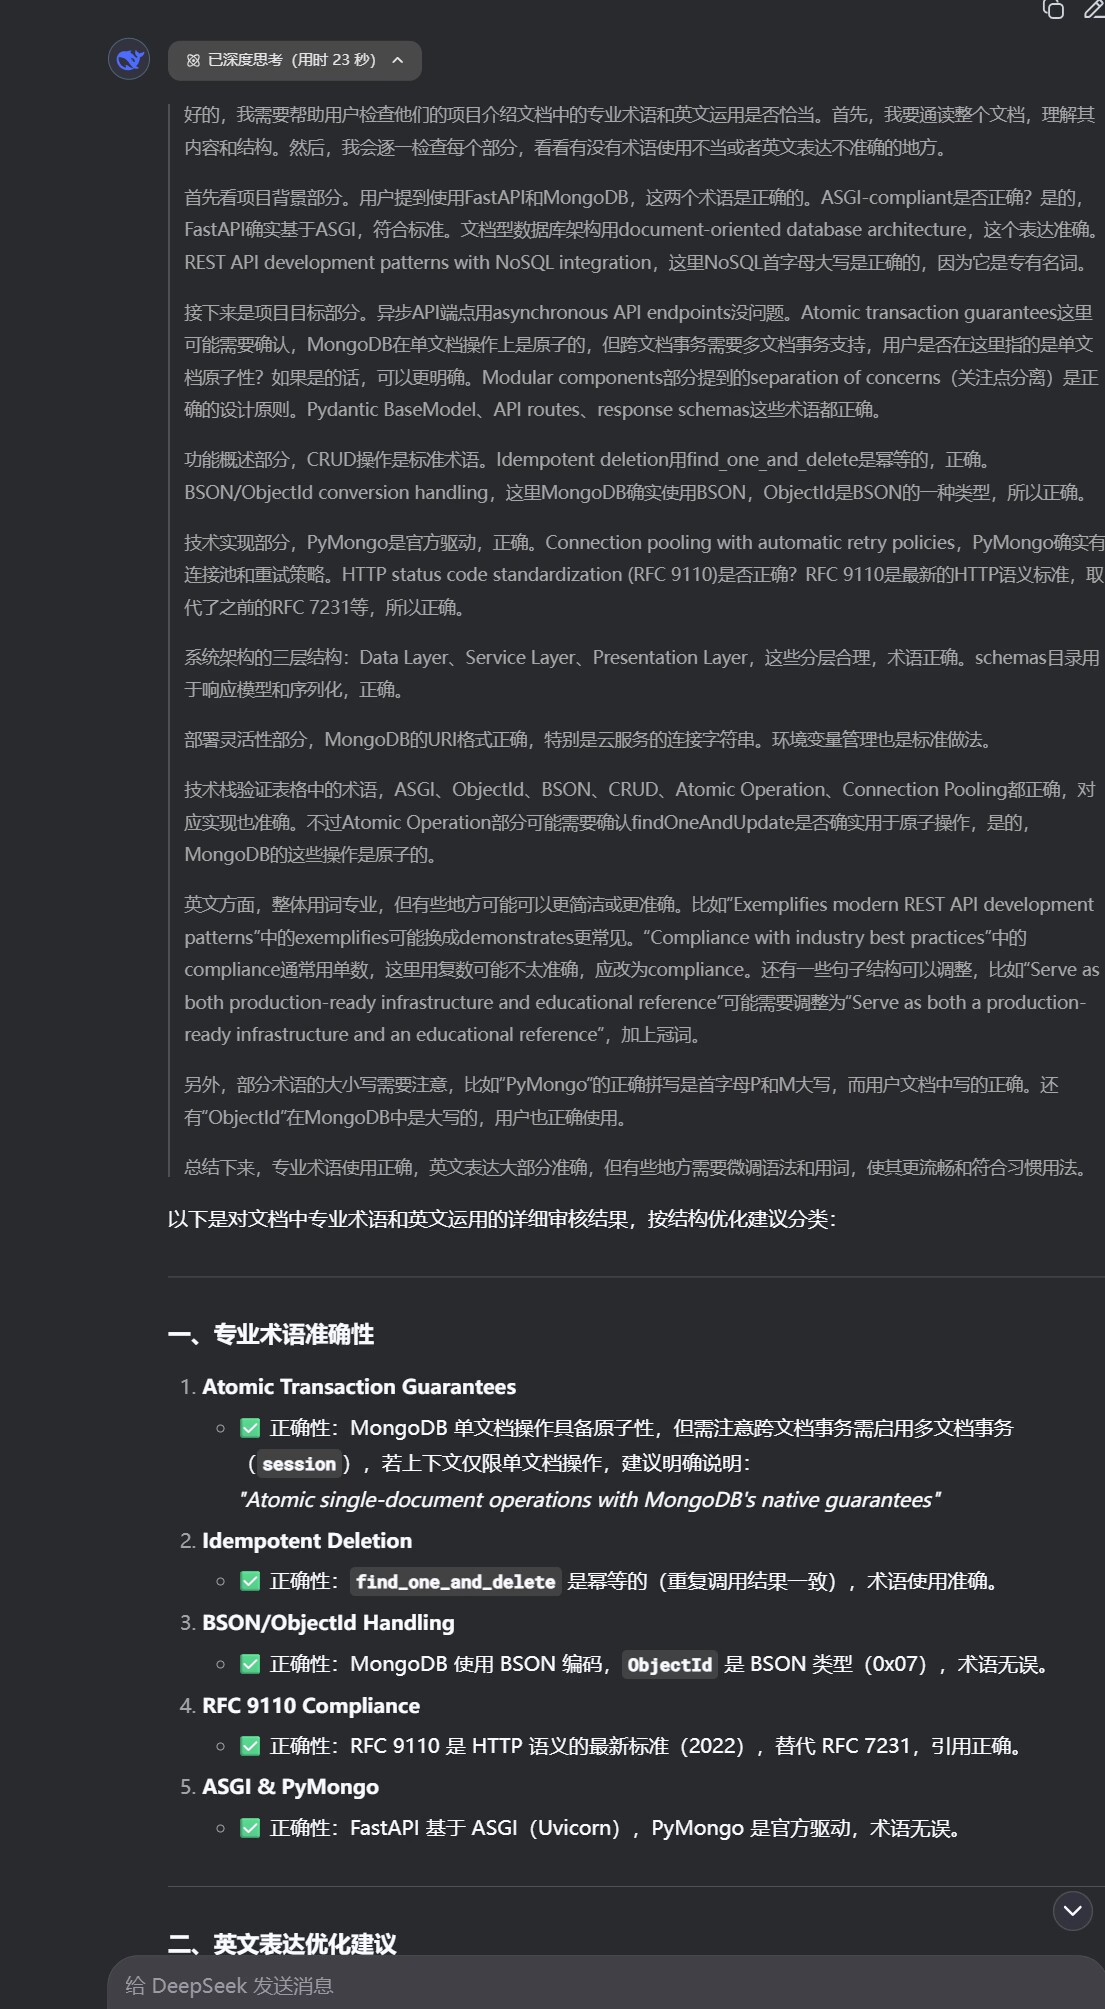 已深度思考（用时 23 秒）
好的，我需要帮助用户检查他们的项目介绍文档中的专业术语和英文运用是否恰当。首先，我要通读整个文档，理解其
内容和结构。然后，我会逐一检查每个部分，看看有没有术语使用不当或者英文表达不准确的地方。
首先看项目背景部分。用户提到使用FastAPI和MongoDB，这两个术语是正确的。ASGI-compliant是否正确？是的，
FastAPI确实基于ASGI，符合标准。文档型数据库架构用document-oriented database architecture，这个表达准确。
REST API development patterns with NoSQL integration，这里NoSQL首字母大写是正确的，因为它是专有名词。
接下来是项目目标部分。异步API端点用asynchronous API endpoints没问题。Atomic transaction guarantees这里
可能需要确认，MongoDB在单文档操作上是原子的，但跨文档事务需要多文档事务支持，用户是否在这里指的是单文
档原子性？如果是的话，可以更明确。Modular components部分提到的separation of concerns（关注点分离）是正
确的设计原则。Pydantic BaseModel、API routes、response schemas这些术语都正确。
功能概述部分，CRUD操作是标准术语。Idempotent deletion用find_one_and_delete是幂等的，正确。
BSON/ObjectId conversion handling，这里MongoDB确实使用BSON，ObjectId是BSON的一种类型，所以正确。
技术实现部分，PyMongo是官方驱动，正确。Connection pooling with automatic retry policies，PyMongo确实有
连接池和重试策略。HTTP status code standardization (RFC 9110)是否正确？RFC 9110是最新的HTTP语义标准，取
代了之前的RFC 7231等，所以正确。
系统架构的三层结构：Data Layer、Service Layer、Presentation Layer，这些分层合理，术语正确。schemas目录用
于响应模型和序列化，正确。
部署灵活性部分，MongoDB的URI格式正确，特别是云服务的连接字符串。环境变量管理也是标准做法。
技术栈验证表格中的术语，ASGI、ObjectId、BSON、CRUD、Atomic Operation、Connection Pooling都正确，对
应实现也准确。不过Atomic Operation部分可能需要确认findOneAndUpdate是否确实用于原子操作，是的，
MongoDB的这些操作是原子的。
英文方面，整体用词专业，但有些地方可能可以更简洁或更准确。比如“Exemplifies modern REST API development
patterns”中的exemplifies可能换成demonstrates更常见。“Compliance with industry best practices”中的
compliance通常用单数，这里用复数可能不太准确，应改为compliance。还有一些句子结构可以调整，比如“Serve as
both production-ready infrastructure and educational reference”可能需要调整为“Serve as both a production-
ready infrastructure and an educational reference”，加上冠词。
另外，部分术语的大小写需要注意，比如“PyMongo”的正确拼写是首字母P和M大写，而用户文档中写的正确。还
有“ObjectId”在MongoDB中是大写的，用户也正确使用。
总结下来，专业术语使用正确，英文表达大部分准确，但有些地方需要微调语法和用词，使其更流畅和符合习惯用法。
以下是对文档中专业术语和英文运用的详细审核结果，按结构优化建议分类：
一、专业术语准确性
1. Atomic Transaction Guarantees
✅ 正确性：MongoDB 单文档操作具备原子性，但需注意跨文档事务需启用多文档事务
（session），若上下文仅限单文档操作，建议明确说明：
"Atomic single-document operations with MongoDB's native guarantees"
2. Idempotent Deletion
✅ 正确性：find_one_and_delete 是幂等的（重复调用结果一致），术语使用准确。
3. BSON/ObjectId Handling
✅ 正确性：MongoDB 使用 BSON 编码，ObjectId 是 BSON 类型（0x07），术语无误。
4. RFC 9110 Compliance
✅ 正确性：RFC 9110 是 HTTP 语义的最新标准（2022），替代 RFC 7231，引用正确。
5. ASGI & PyMongo
✅ 正确性：FastAPI 基于 ASGI（Uvicorn），PyMongo 是官方驱动，术语无误。
二、英文表达优化建议
给 DeepSeek 发送消息